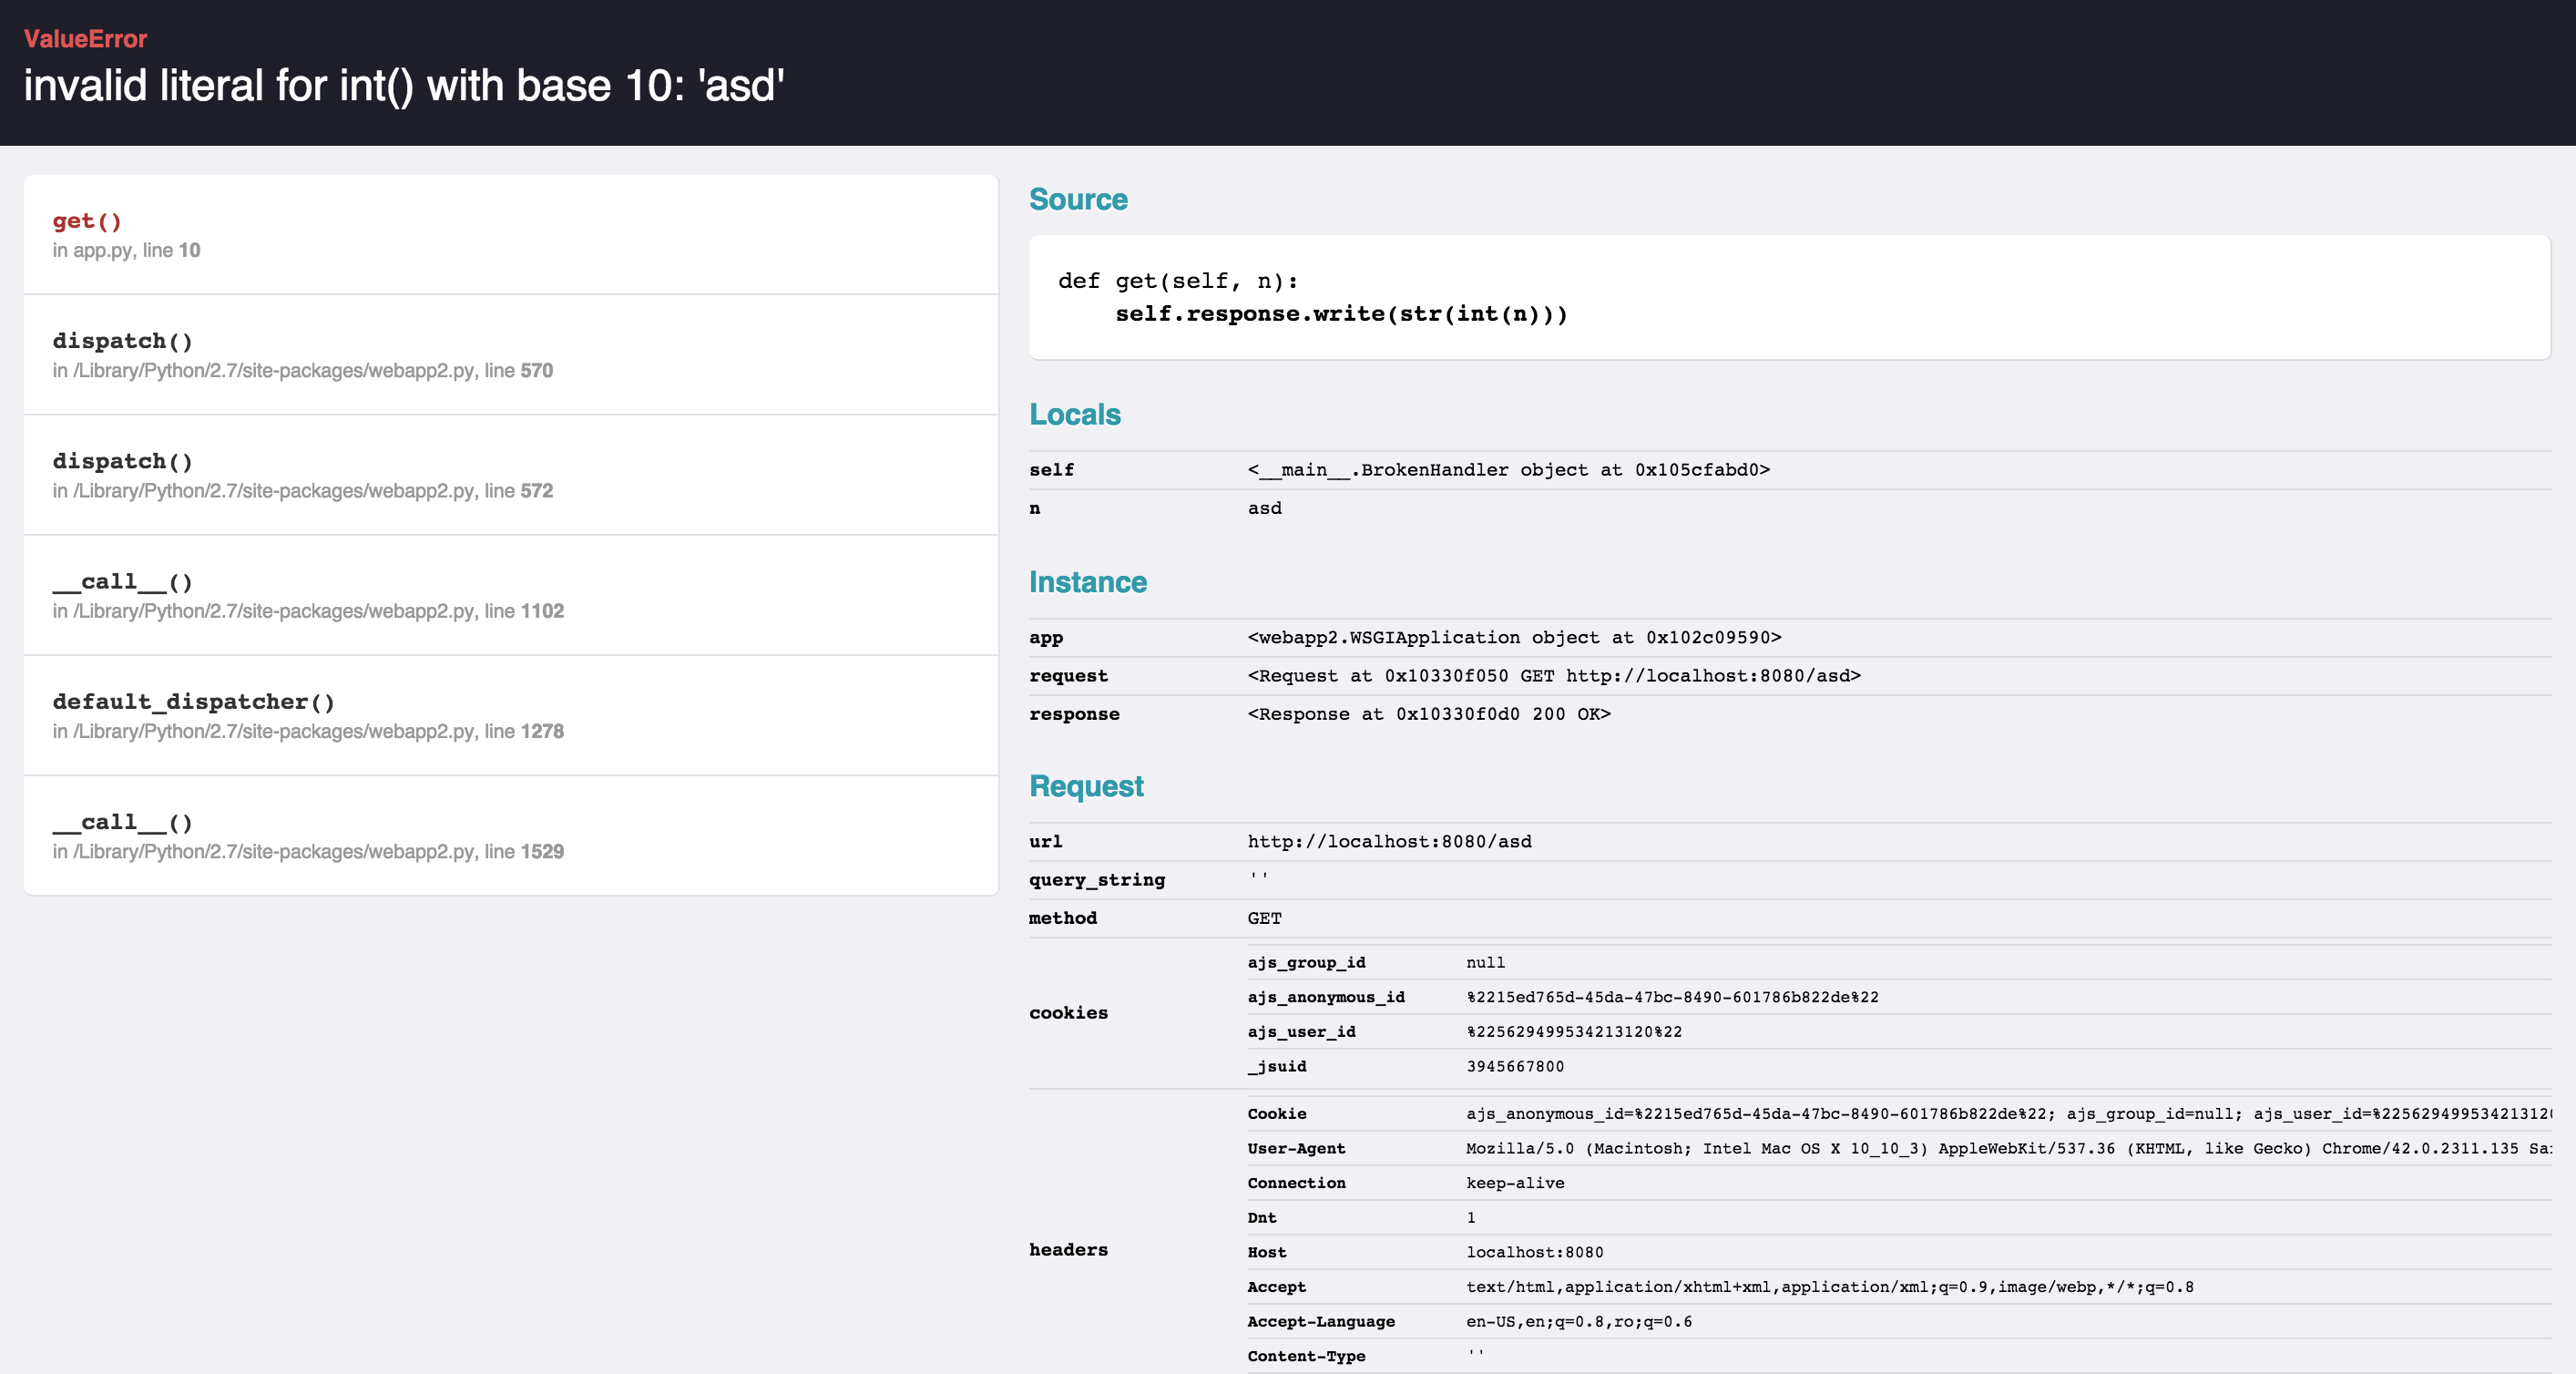 ValueError
invalid literal for int() with base 10: 'asd'
get()
in app.py, line 10
dispatch()
in /Library/Python/2.7/site-packages/webapp2.py, line 570
dispatch()
in /Library/Python/2.7/site-packages/webapp2.py, line 572
__call__()
in /Library/Python/2.7/site-packages/webapp2.py, line 1102
default_dispatcher()
in /Library/Python/2.7/site-packages/webapp2.py, line 1278
__call__()
in /Library/Python/2.7/site-packages/webapp2.py, line 1529
Source
def get(self, n):
    self.response.write(str(int(n)))
Locals
self <__main__.BrokenHandler object at 0x105cfabd0>
n asd
Instance
app <webapp2.WSGIApplication object at 0x102c09590>
request <Request at 0x10330f050 GET http://localhost:8080/asd>
response <Response at 0x10330f0d0 200 OK>
Request
url http://localhost:8080/asd
query_string ''
method GET
cookies
ajs_group_id null
ajs_anonymous_id %2215ed765d-45da-47bc-8490-601786b822de%22
ajs_user_id %225629499534213120%22
_jsuid 3945667800
headers
Cookie ajs_anonymous_id=%2215ed765d-45da-47bc-8490-601786b822de%22; ajs_group_id=null; ajs_user_id=%225629499534213120
User-Agent Mozilla/5.0 (Macintosh; Intel Mac OS X 10_10_3) AppleWebKit/537.36 (KHTML, like Gecko) Chrome/42.0.2311.135
Connection keep-alive
Dnt 1
Host localhost:8080
Accept text/html,application/xhtml+xml,application/xml;q=0.9,image/webp,*/*;q=0.8
Accept-Language en-US,en;q=0.8,ro;q=0.6
Content-Type ''